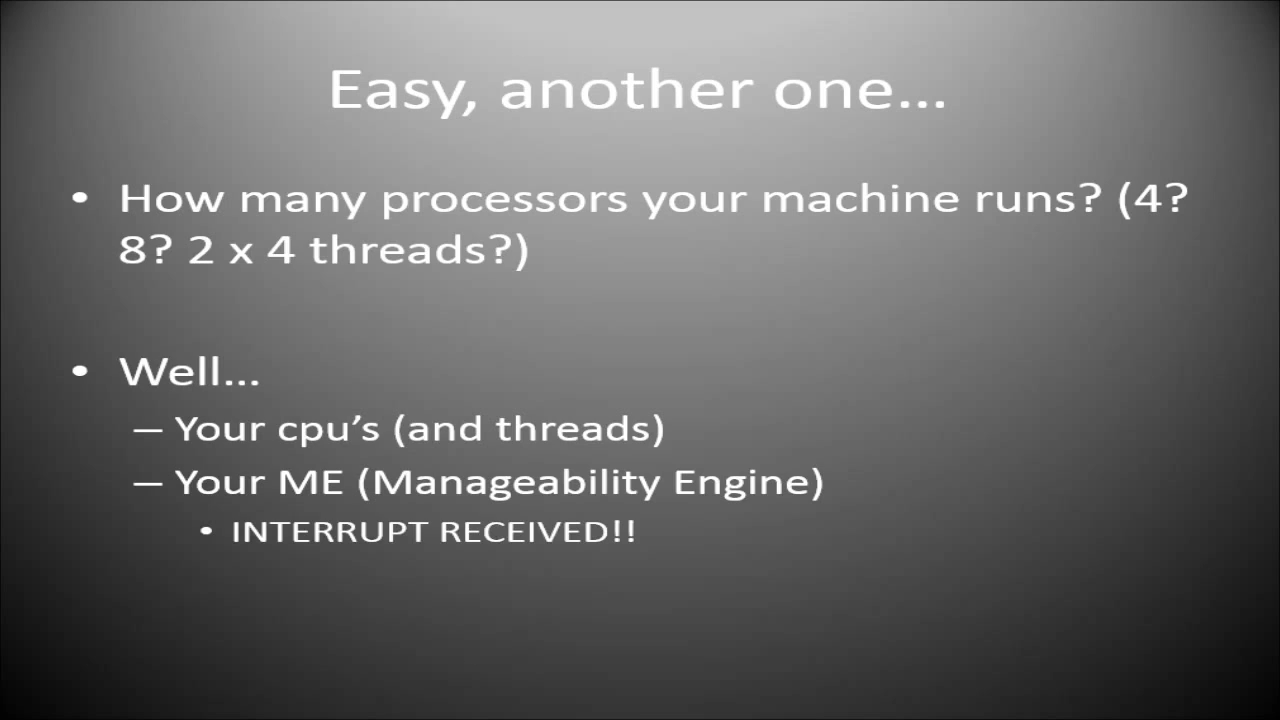 Easy, another one...
• How many processors your machine runs? (4?
8? 2 x 4 threads?)
• Well...
– Your cpu’s (and threads)
– Your ME (Manageability Engine)
• INTERRUPT RECEIVED!!